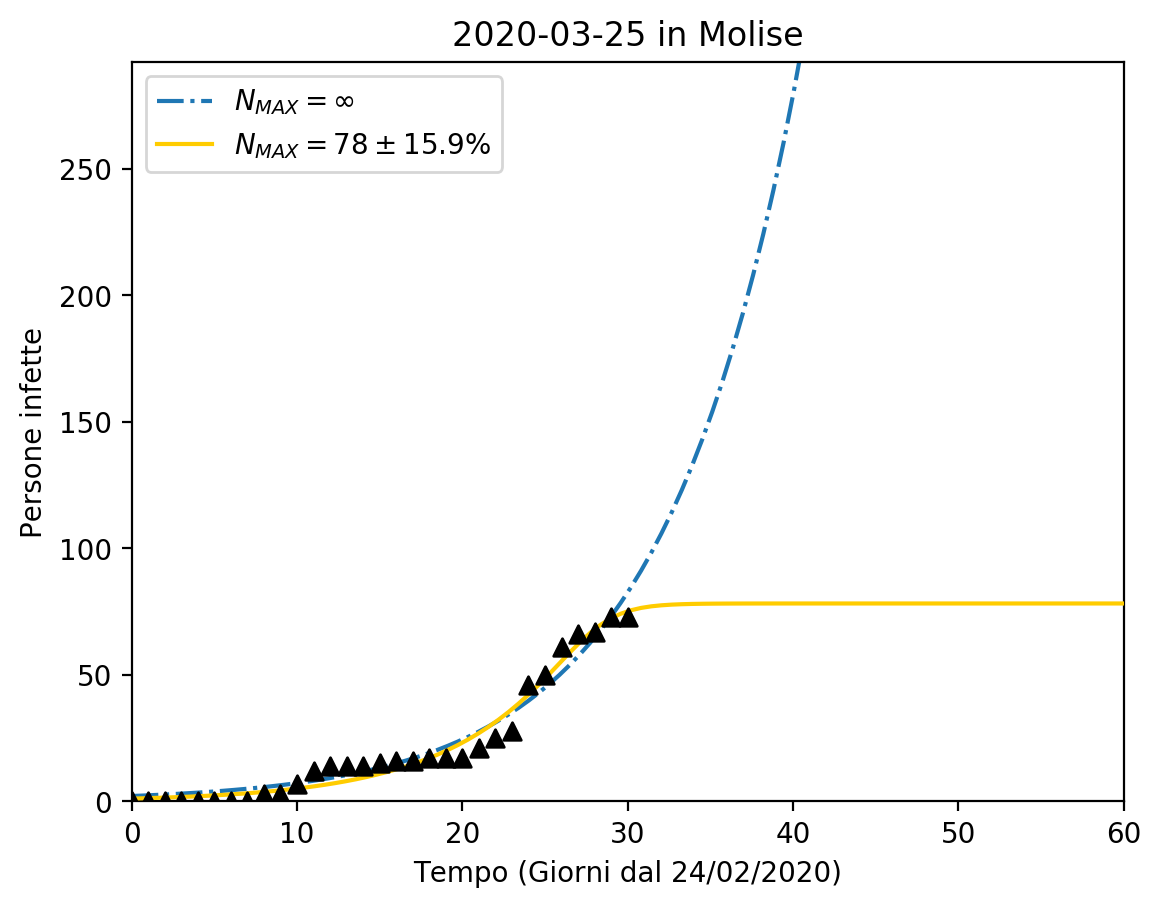 2020-03-25 in Molise
N_MAX = ∞
N_MAX = 78 ± 15.9%
Persone infette
250
200
150
100
50
0
0 10 20 30 40 50 60
Tempo (Giorni dal 24/02/2020)